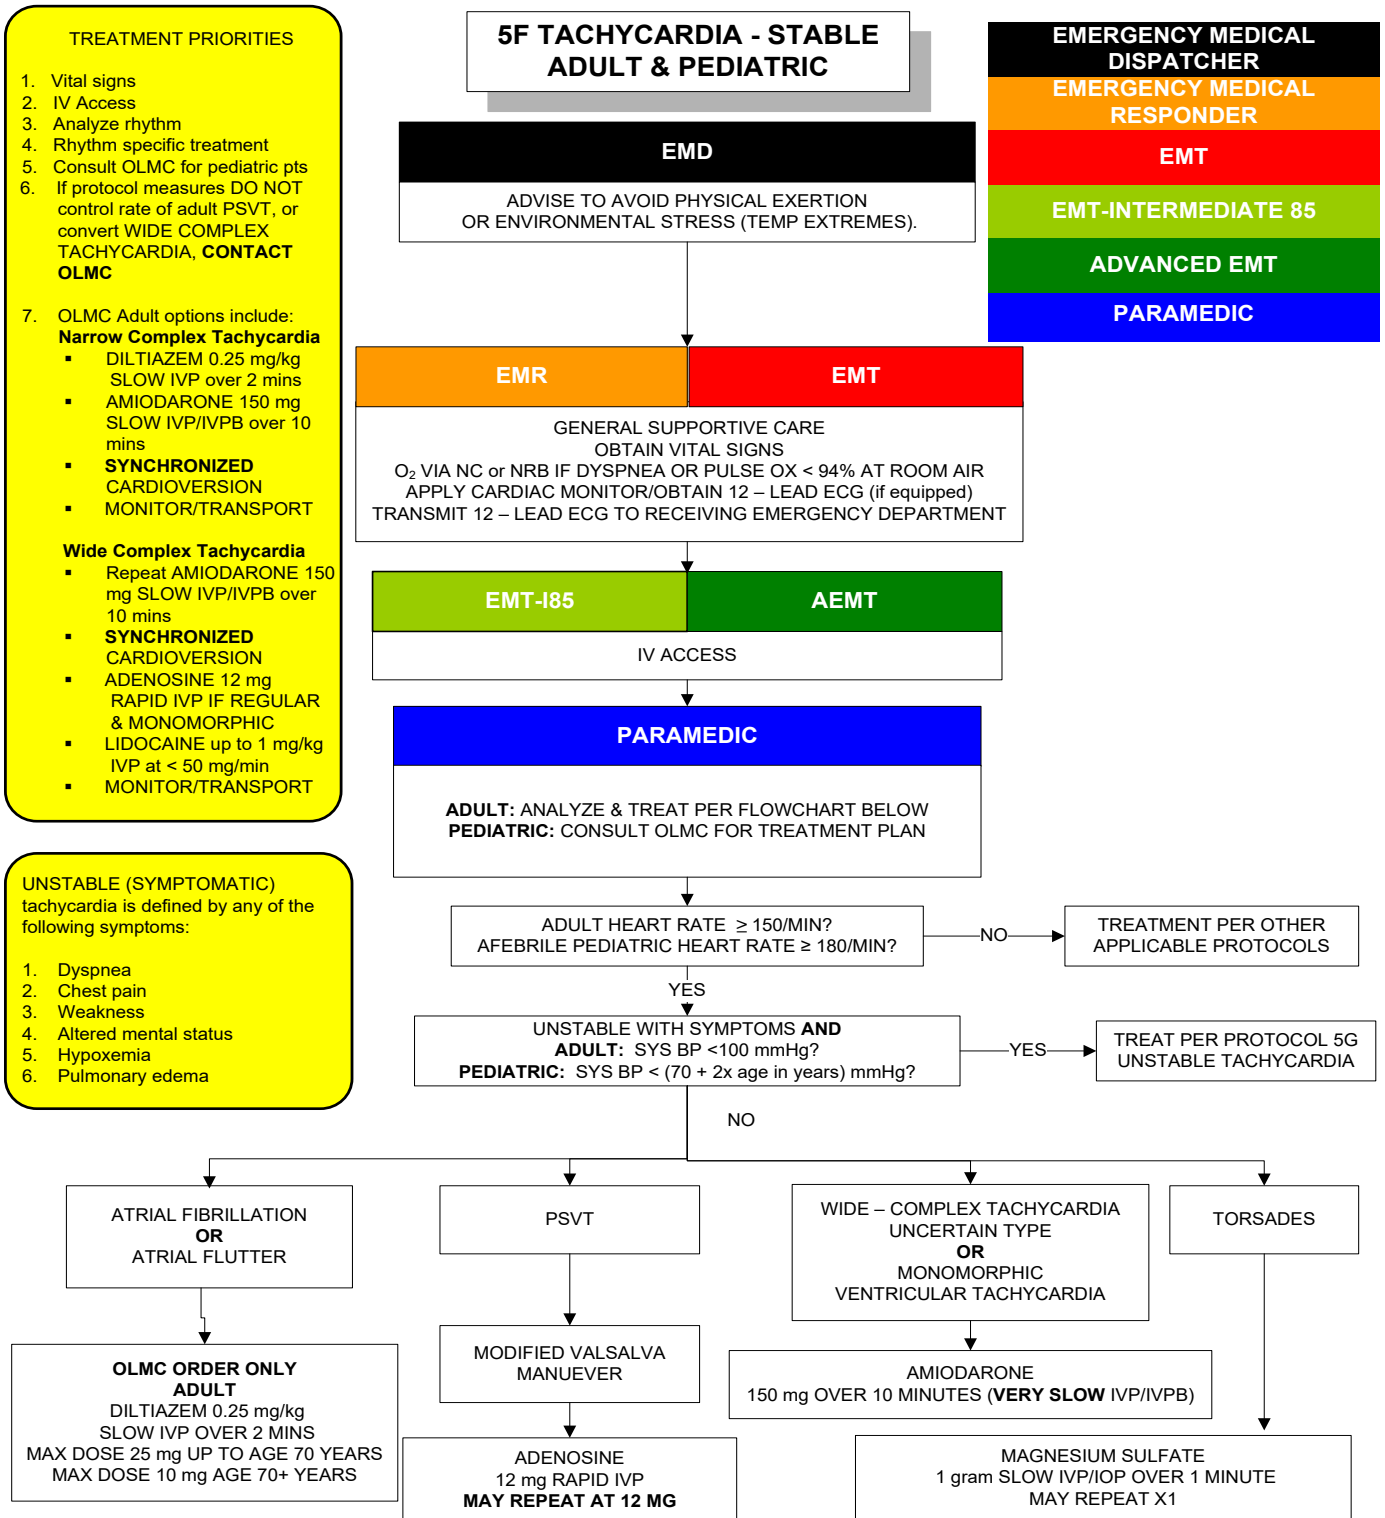 TREATMENT PRIORITIES
1. Vital signs
2. IV Access
3. Analyze rhythm
4. Rhythm specific treatment
5. Consult OLMC for pediatric pts
6. If protocol measures DO NOT
control rate of adult PSVT, or
convert WIDE COMPLEX
TACHYCARDIA, CONTACT
OLMC
7. OLMC Adult options include:
Narrow Complex Tachycardia
▪ DILTIAZEM 0.25 mg/kg
SLOW IVP over 2 mins
▪ AMIODARONE 150 mg
SLOW IVP/IVPB over 10
mins
▪ SYNCHRONIZED
CARDIOVERSION
▪ MONITOR/TRANSPORT
Wide Complex Tachycardia
▪ Repeat AMIODARONE 150
mg SLOW IVP/IVPB over
10 mins
▪ SYNCHRONIZED
CARDIOVERSION
▪ ADENOSINE 12 mg
RAPID IVP IF REGULAR
& MONOMORPHIC
▪ LIDOCAINE up to 1 mg/kg
IVP at < 50 mg/min
▪ MONITOR/TRANSPORT
UNSTABLE (SYMPTOMATIC)
tachycardia is defined by any of the
following symptoms:
1. Dyspnea
2. Chest pain
3. Weakness
4. Altered mental status
5. Hypoxemia
6. Pulmonary edema
5F TACHYCARDIA - STABLE
ADULT & PEDIATRIC
EMERGENCY MEDICAL
DISPATCHER
EMERGENCY MEDICAL
RESPONDER
EMT
EMT-INTERMEDIATE 85
ADVANCED EMT
PARAMEDIC
EMD
ADVISE TO AVOID PHYSICAL EXERTION
OR ENVIRONMENTAL STRESS (TEMP EXTREMES).
EMR
EMT
GENERAL SUPPORTIVE CARE
OBTAIN VITAL SIGNS
O₂ VIA NC or NRB IF DYSPNEA OR PULSE OX < 94% AT ROOM AIR
APPLY CARDIAC MONITOR/OBTAIN 12 – LEAD ECG (if equipped)
TRANSMIT 12 – LEAD ECG TO RECEIVING EMERGENCY DEPARTMENT
EMT-I85
AEMT
IV ACCESS
PARAMEDIC
ADULT: ANALYZE & TREAT PER FLOWCHART BELOW
PEDIATRIC: CONSULT OLMC FOR TREATMENT PLAN
ADULT HEART RATE ≥ 150/MIN?
AFEBRILE PEDIATRIC HEART RATE ≥ 180/MIN?
NO
TREATMENT PER OTHER
APPLICABLE PROTOCOLS
YES
UNSTABLE WITH SYMPTOMS AND
ADULT: SYS BP <100 mmHg?
PEDIATRIC: SYS BP < (70 + 2x age in years) mmHg?
YES
TREAT PER PROTOCOL 5G
UNSTABLE TACHYCARDIA
NO
ATRIAL FIBRILLATION
OR
ATRIAL FLUTTER
PSVT
WIDE – COMPLEX TACHYCARDIA
UNCERTAIN TYPE
OR
MONOMORPHIC
VENTRICULAR TACHYCARDIA
TORSADES
OLMC ORDER ONLY
ADULT
DILTIAZEM 0.25 mg/kg
SLOW IVP OVER 2 MINS
MAX DOSE 25 mg UP TO AGE 70 YEARS
MAX DOSE 10 mg AGE 70+ YEARS
MODIFIED VALSALVA
MANUEVER
ADENOSINE
12 mg RAPID IVP
MAY REPEAT AT 12 MG
AMIODARONE
150 mg OVER 10 MINUTES (VERY SLOW IVP/IVPB)
MAGNESIUM SULFATE
1 gram SLOW IVP/IOP OVER 1 MINUTE
MAY REPEAT X1